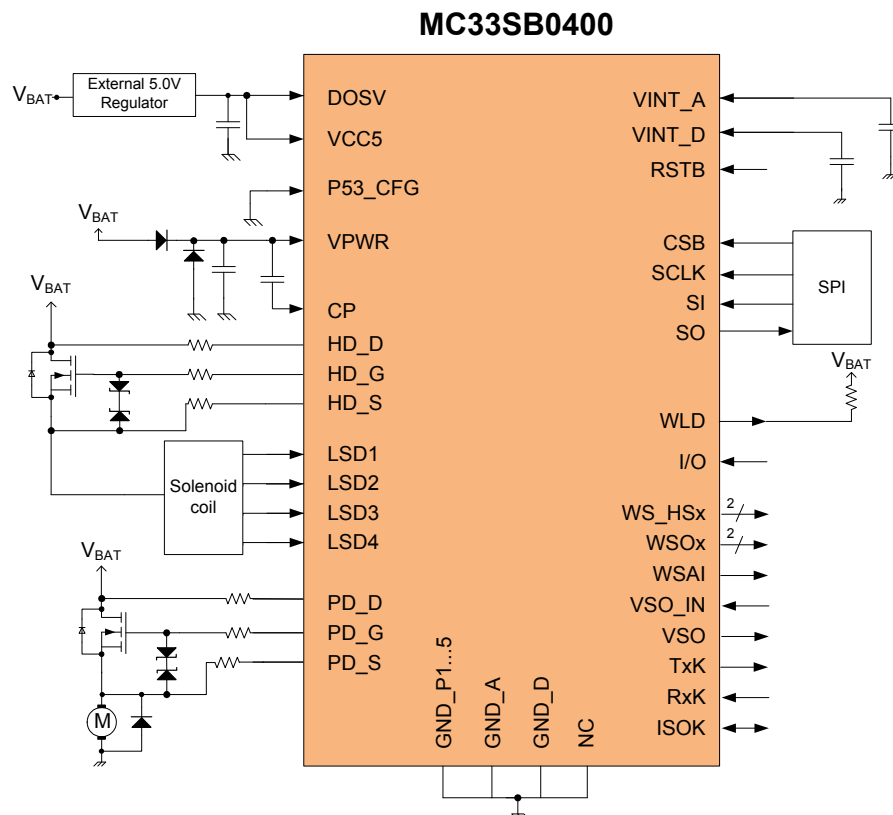 MC33SB0400
VBAT
External 5.0V
Regulator
DOSV
VCC5
P53_CFG
VBAT
VPWR
CP
VBAT
HD_D
HD_G
HD_S
Solenoid
coil
LSD1
LSD2
LSD3
LSD4
VBAT
PD_D
PD_G
PD_S
M
GND_P1...5
GND_A
GND_D
NC
VINT_A
VINT_D
RSTB
CSB
SCLK
SI
SO
SPI
VBAT
WLD
I/O
WS_HSx
2
WSOx
2
WSAI
VSO_IN
VSO
TxK
RxK
ISOK